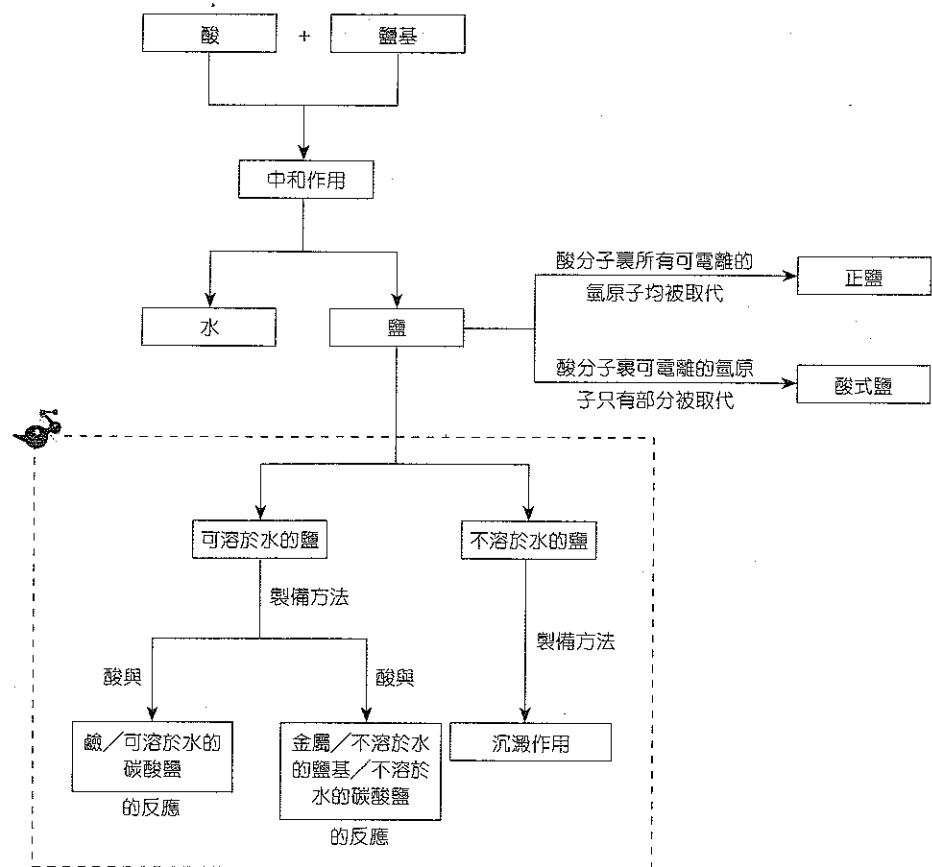 酸 + 鹽基
中和作用
水
鹽
酸分子裏所有可電離的
氫原子均被取代
正鹽
酸分子裏可電離的氫原
子只有部分被取代
酸式鹽
可溶於水的鹽
不溶於水的鹽
製備方法
製備方法
酸與
酸與
鹼／可溶於水的
碳酸鹽
的反應
金屬／不溶於水
的鹽基／不溶於
水的碳酸鹽
的反應
沉澱作用